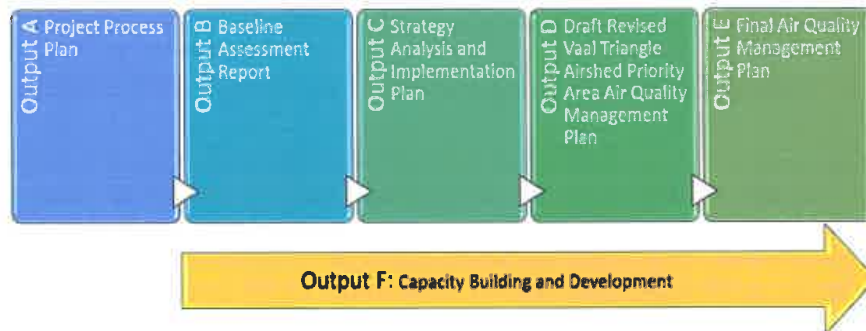 Output A
Project Process
Plan
Output B
Baseline
Assessment
Report
Output C
Strategy
Analysis and
Implementation
Plan
Output D
Draft Revised
Vaal Triangle
Airshed Priority
Area Air Quality
Management
Plan
Output E
Final Air Quality
Management
Plan
Output F: Capacity Building and Development